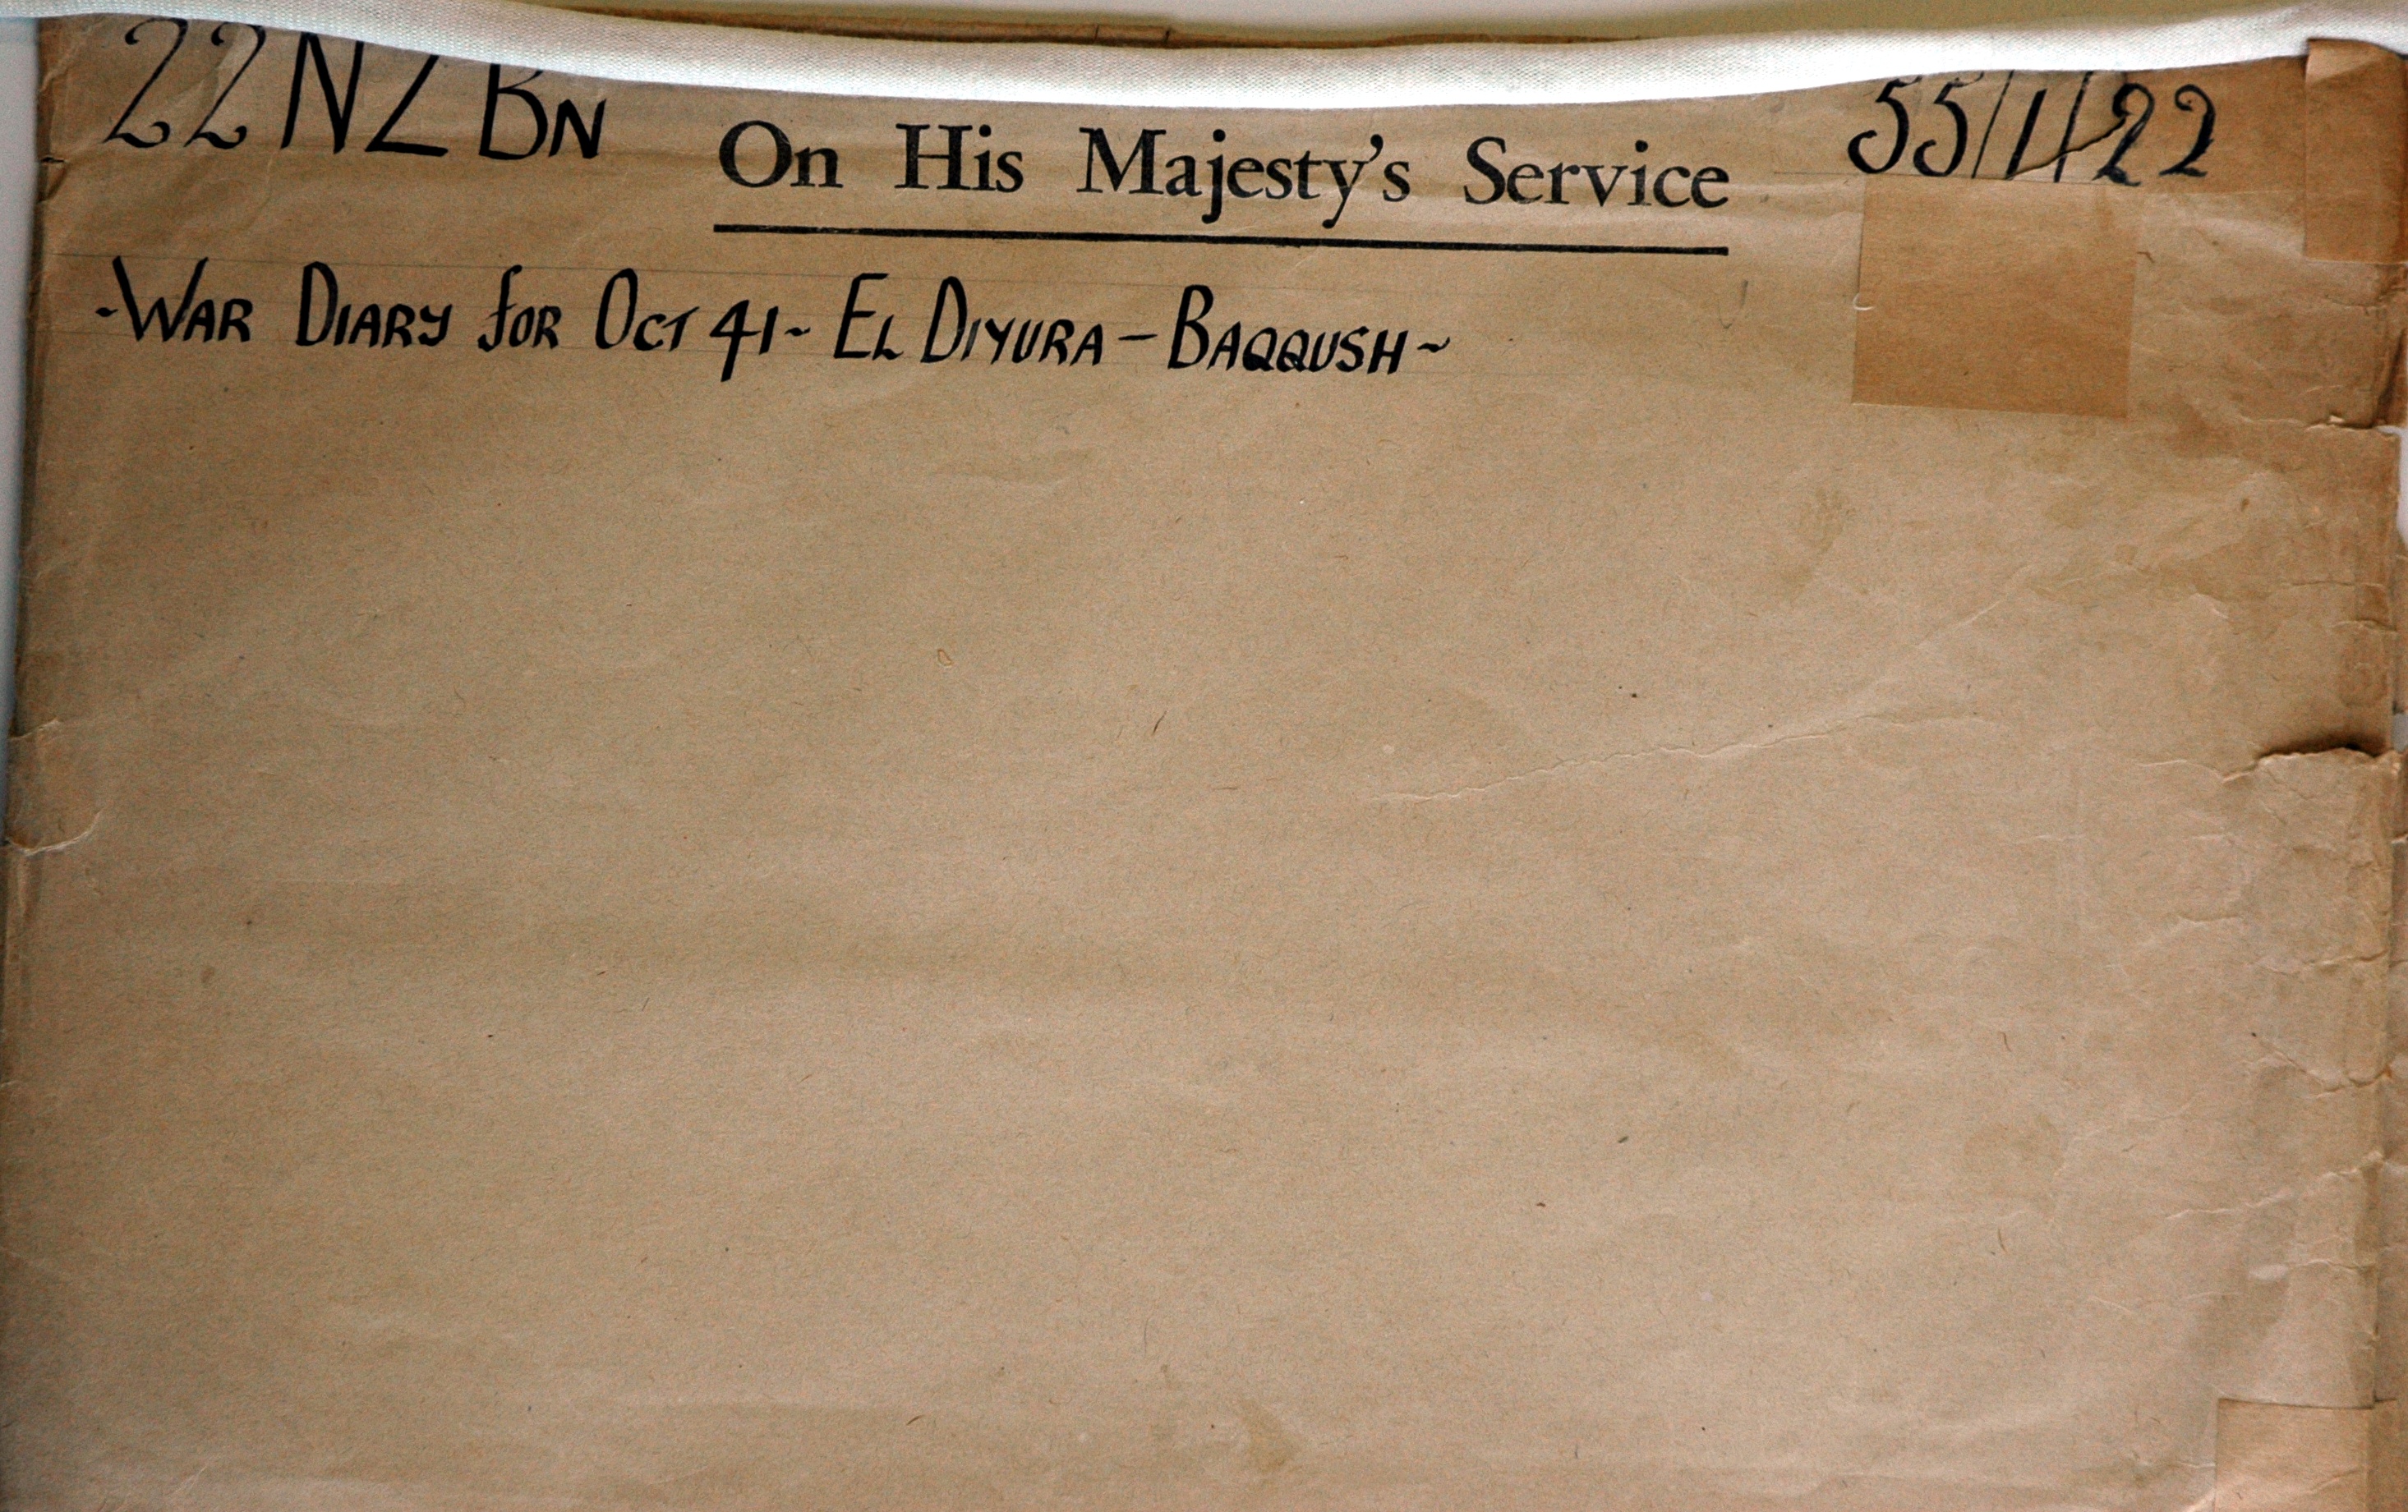 22 NZ BN
On His Majesty's Service
55/1/22
-WAR DIARY for OCT 41- EL DIYURA - BAQQUSH-